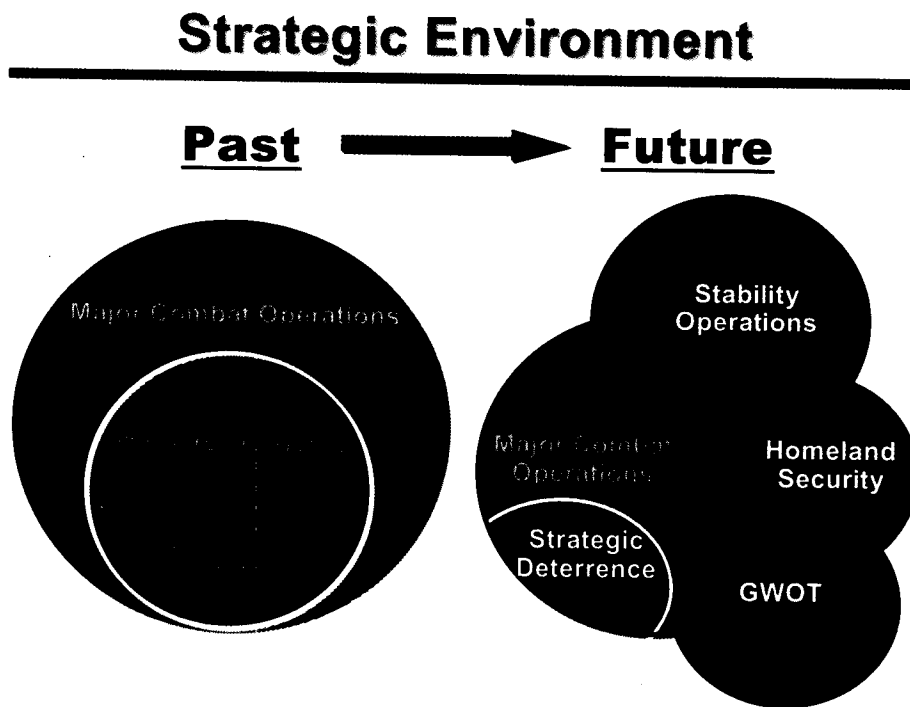 Strategic Environment
Past
Future
Major Combat Operations
Stability
Operations
Major Combat
Operations
Homeland
Security
Strategic
Deterrence
GWOT